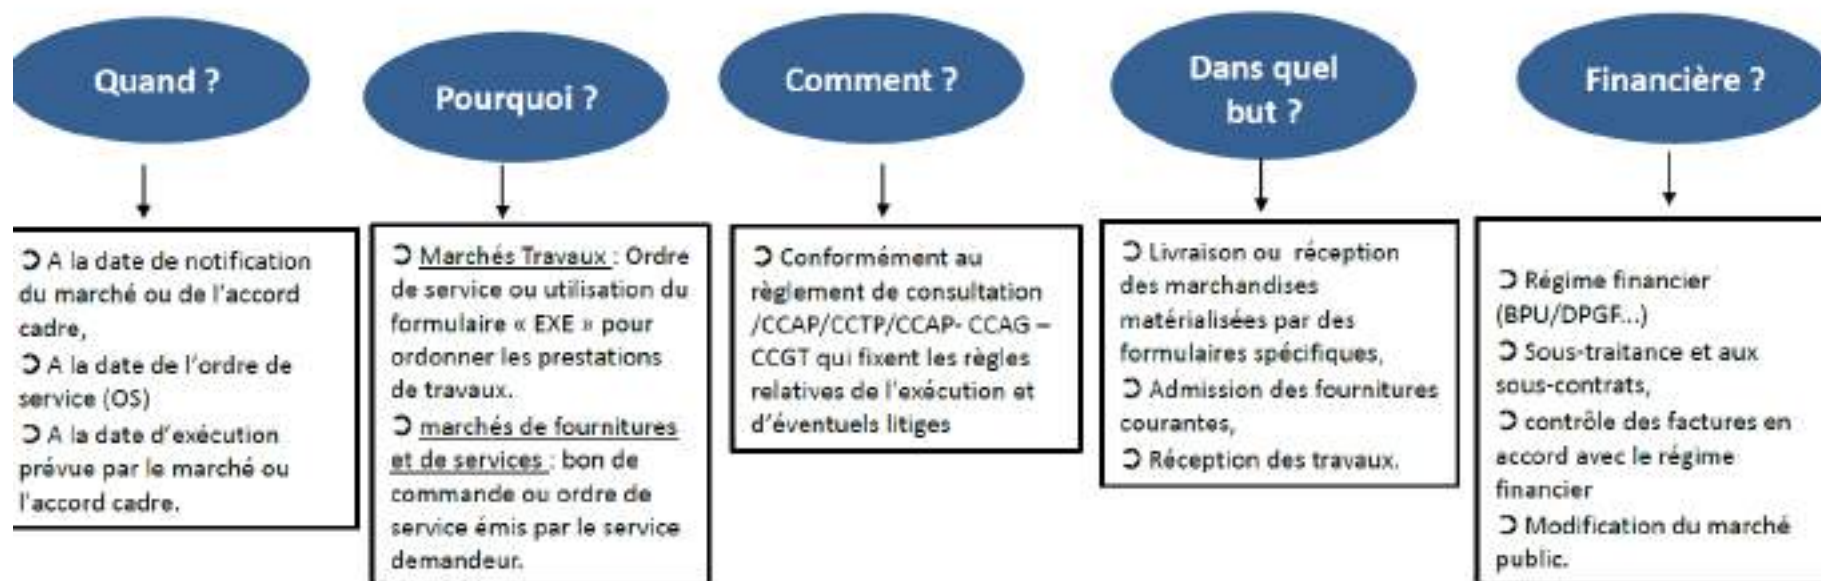 Quand ?
Ͻ A la date de notification
du marché ou de l'accord
cadre,
Ͻ A la date de l'ordre de
service (OS)
Ͻ A la date d'exécution
prévue par le marché ou
l'accord cadre.
Pourquoi ?
Ͻ Marchés Travaux : Ordre
de service ou utilisation du
formulaire « EXE » pour
ordonner les prestations
de travaux.
Ͻ marchés de fournitures
et de services : bon de
commande ou ordre de
service émis par le service
demandeur.
Comment ?
Ͻ Conformément au
règlement de consultation
/CCAP/CCTP/CCAP- CCAG –
CCGT qui fixent les règles
relatives de l'exécution et
d'éventuels litiges
Dans quel
but ?
Ͻ Livraison ou réception
des marchandises
matérialisées par des
formulaires spécifiques,
Ͻ Admission des fournitures
courantes,
Ͻ Réception des travaux.
Financière ?
Ͻ Régime financier
(BPU/DPGF...)
Ͻ Sous-traitance et aux
sous-contrats,
Ͻ contrôle des factures en
accord avec le régime
financier
Ͻ Modification du marché
public.